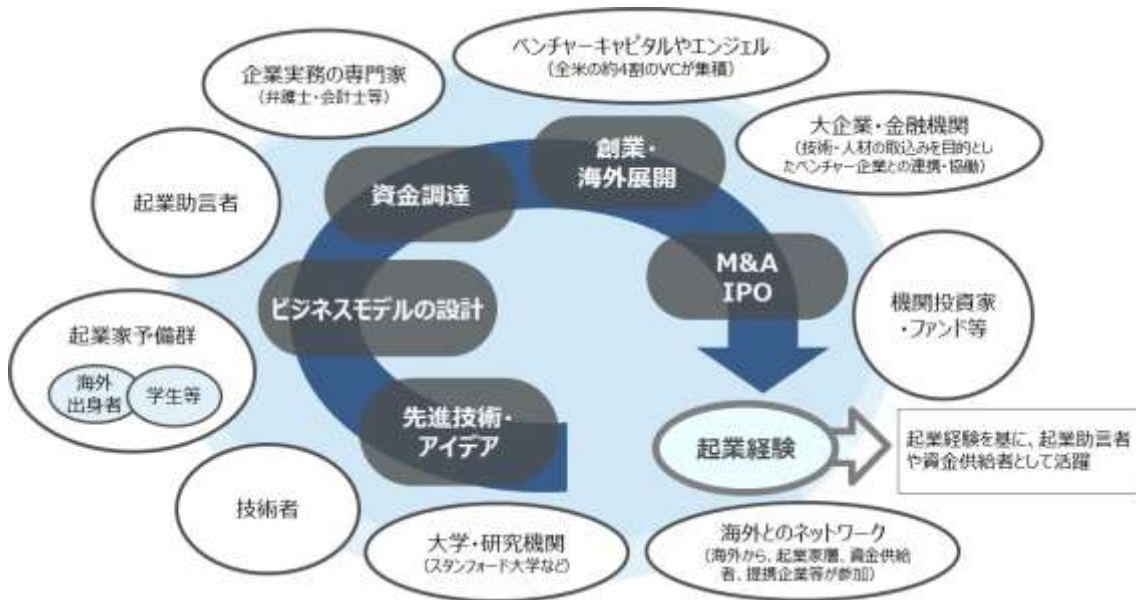 ベンチャーキャピタルやエンジェル
（全米の約4割のVCが集積）
企業実務の専門家
（弁護士・会計士等）
大企業・金融機関
（技術・人材の取込みを目的とし
たベンチャー企業との連携・協働）
創業・
海外展開
資金調達
起業助言者
M&A
IPO
機関投資家
・ファンド等
ビジネスモデルの設計
起業家予備群
海外
出身者
学生等
先進技術・
アイデア
起業経験
起業経験を基に、起業助言者
や資金供給者として活躍
技術者
大学・研究機関
（スタンフォード大学など）
海外とのネットワーク
（海外から、起業家層、資金供給
者、提携企業等が参加）